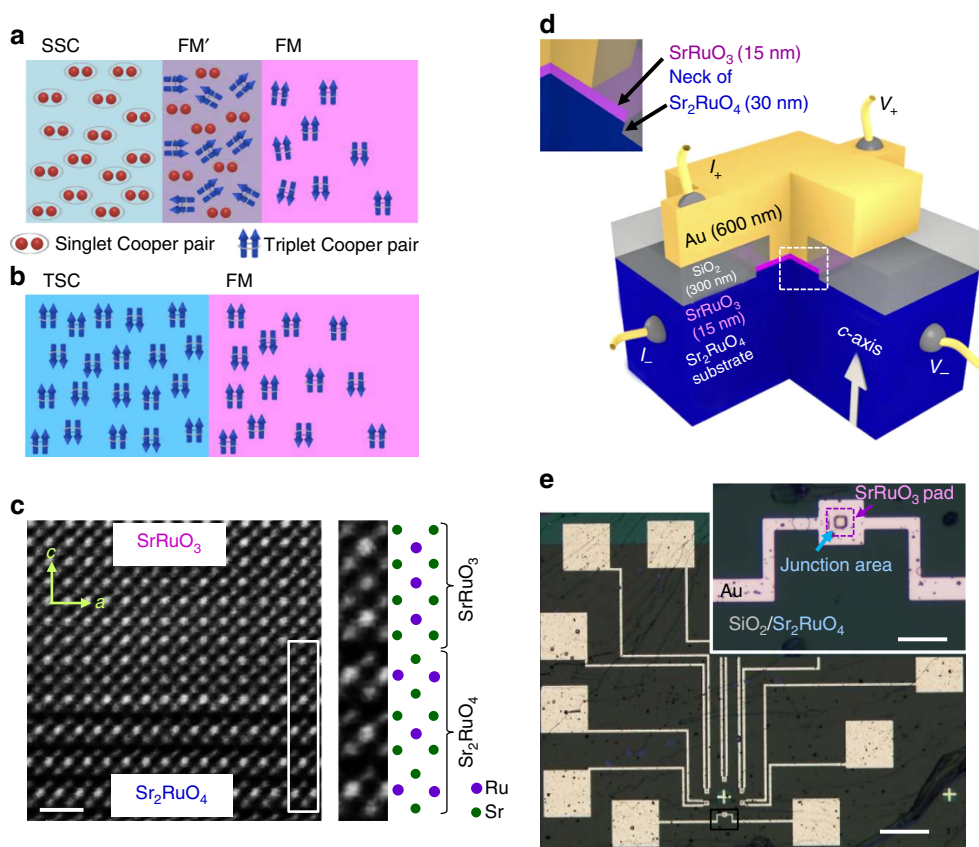 a
SSC FM′ FM
Singlet Cooper pair Triplet Cooper pair
b
TSC FM
c
SrRuO3
c
a
Sr2RuO4
SrRuO3
Sr2RuO4
Ru
Sr
d
SrRuO3 (15 nm)
Neck of
Sr2RuO4 (30 nm)
V+
I+
Au (600 nm)
SiO2
(300 nm)
SrRuO3
(15 nm)
Sr2RuO4
substrate
I–
c-axis
V–
e
SrRuO3 pad
Junction area
Au
SiO2/Sr2RuO4